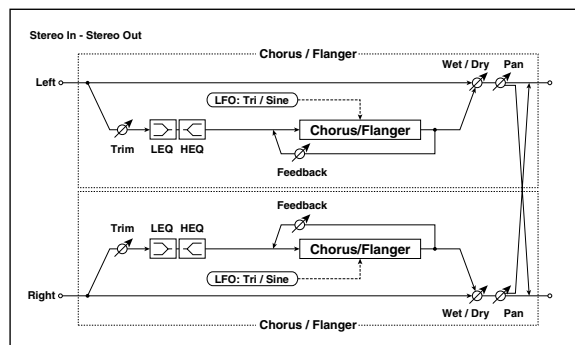 Stereo In - Stereo Out
Chorus / Flanger
Wet / Dry Pan
Left
LFO: Tri / Sine
Chorus/Flanger
Trim LEQ HEQ
Feedback
Feedback
Trim LEQ HEQ
Chorus/Flanger
LFO: Tri / Sine
Right
Wet / Dry Pan
Chorus / Flanger